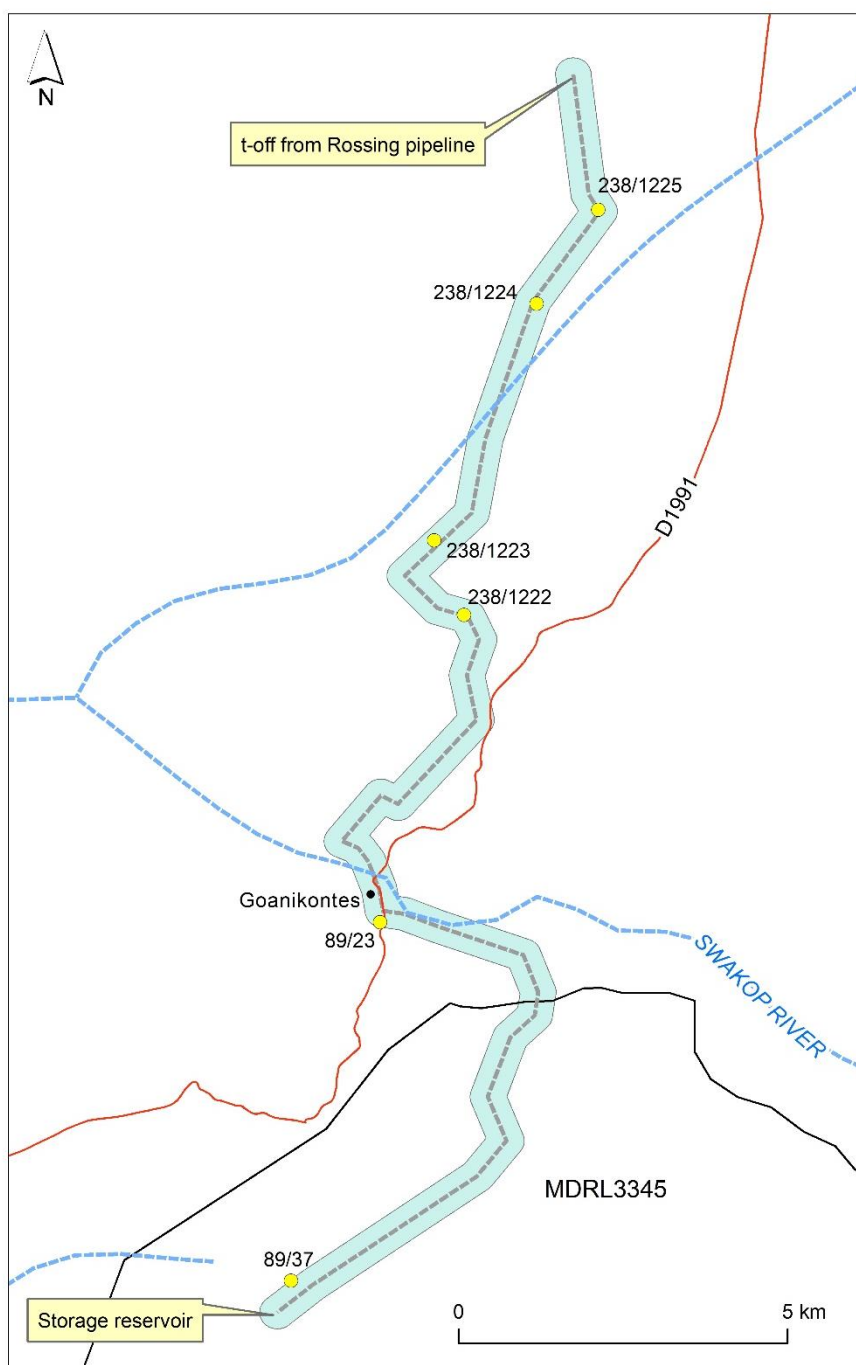 N
t-off from Rossing pipeline
238/1225
238/1224
D1991
238/1223
238/1222
Goanikontes
89/23
SWAKOP RIVER
MDRL3345
89/37
Storage reservoir
0
5 km